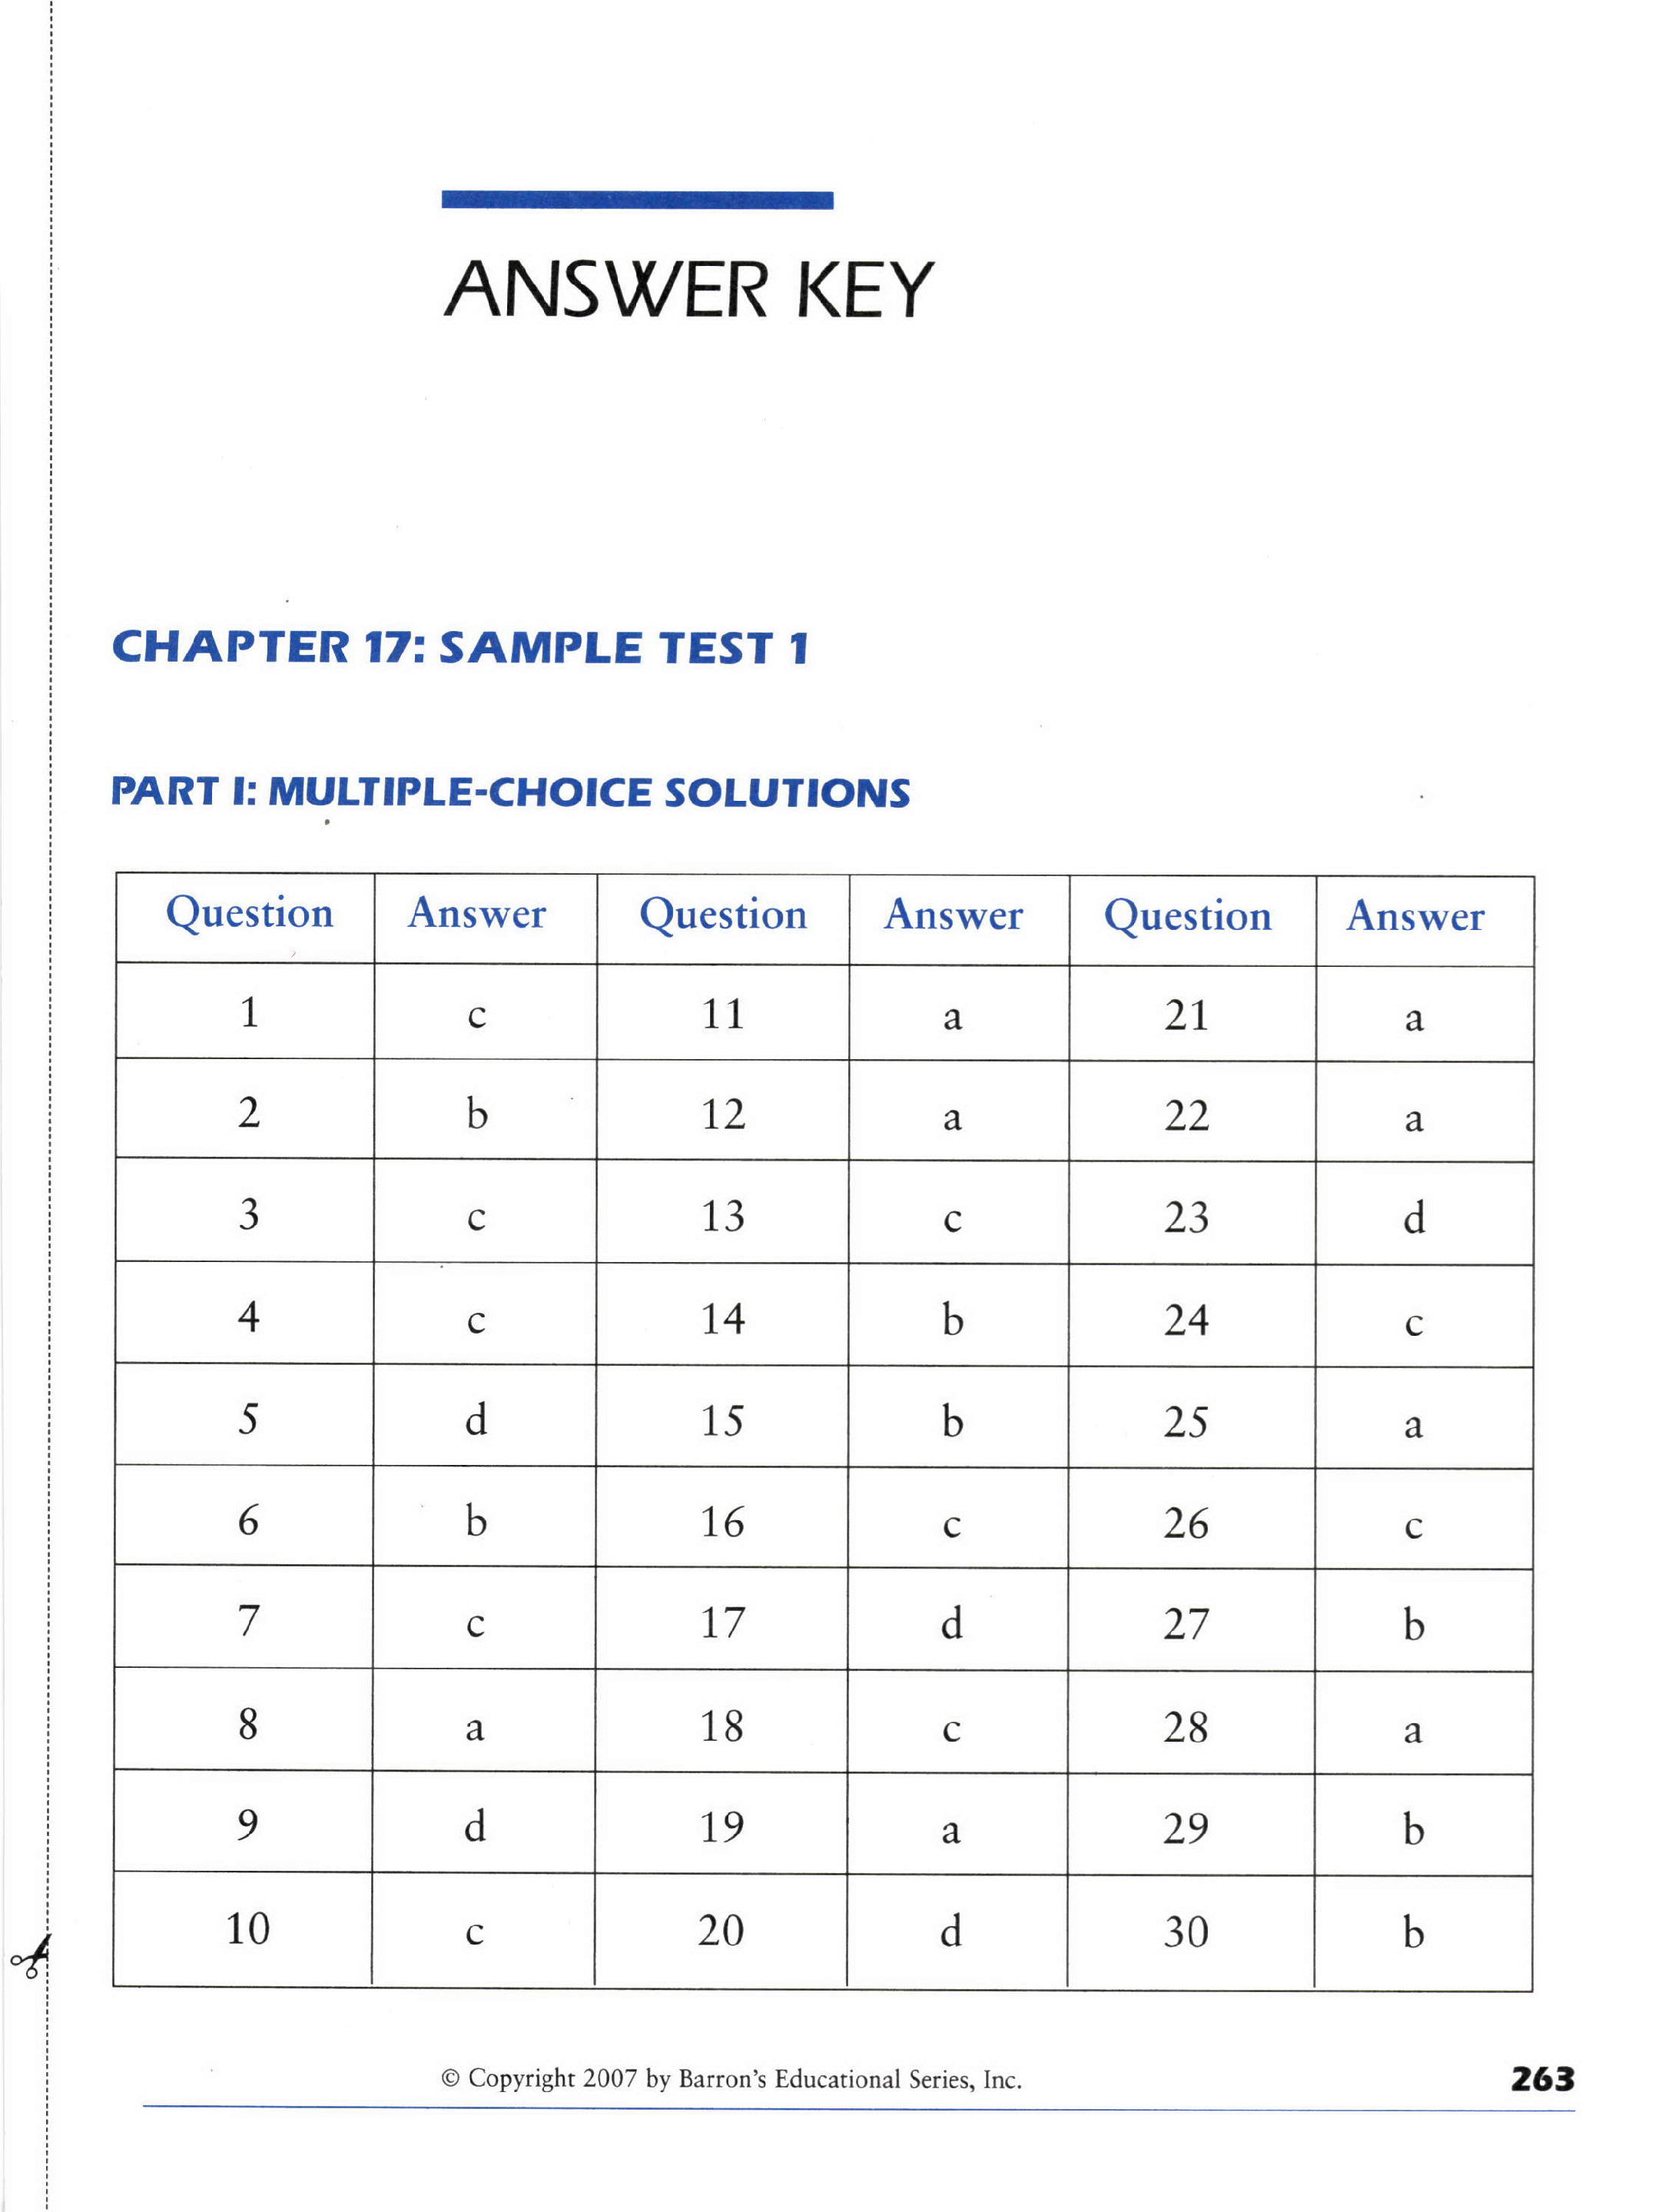 ANSWER KEY
CHAPTER 17: SAMPLE TEST 1
PART I: MULTIPLE-CHOICE SOLUTIONS
Question Answer Question Answer Question Answer
1 c 11 a 21 a
2 b 12 a 22 a
3 c 13 c 23 d
4 c 14 b 24 c
5 d 15 b 25 a
6 b 16 c 26 c
7 c 17 d 27 b
8 a 18 c 28 a
9 d 19 a 29 b
10 c 20 d 30 b
© Copyright 2007 by Barron's Educational Series, Inc. 263